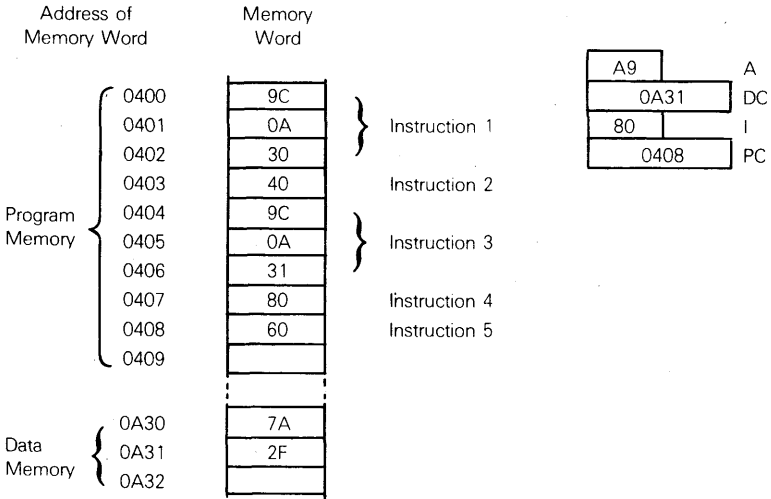 Address of Memory
Memory Word Word
A9 A
0400 9C 0A31 DC
0401 0A Instruction 1 80 I
0402 30 0408 PC
0403 40 Instruction 2
0404 9C
Program 0405 0A Instruction 3
Memory 0406 31
0407 80 Instruction 4
0408 60 Instruction 5
0409
0A30 7A
Data 0A31 2F
Memory 0A32